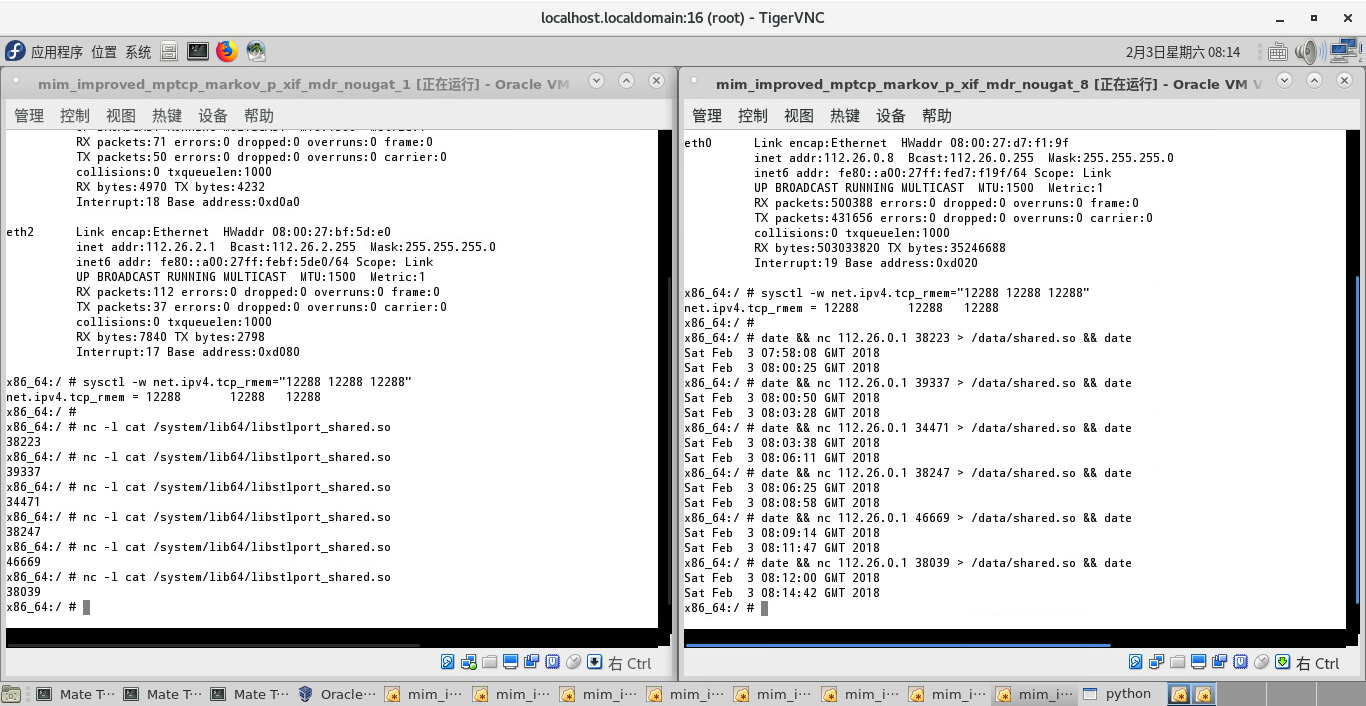 localhost.localdomain:16 (root) - TigerVNC
应用程序 位置 系统
2月3日星期六 08:14
mim_improved_mptcp_markov_p_xif_mdr_nougat_1 [正在运行] - Oracle VM
管理 控制 视图 热键 设备 帮助
RX packets:71 errors:0 dropped:0 overruns:0 frame:0
TX packets:50 errors:0 dropped:0 overruns:0 carrier:0
collisions:0 txqueuelen:1000
RX bytes:4970 TX bytes:4232
Interrupt:18 Base address:0xd0a0
eth2 Link encap:Ethernet HWaddr 08:00:27:bf:5d:e0
inet addr:112.26.2.1 Bcast:112.26.2.255 Mask:255.255.255.0
inet6 addr: fe80::a00:27ff:febf:5de0/64 Scope: Link
UP BROADCAST RUNNING MULTICAST MTU:1500 Metric:1
RX packets:112 errors:0 dropped:0 overruns:0 frame:0
TX packets:37 errors:0 dropped:0 overruns:0 carrier:0
collisions:0 txqueuelen:1000
RX bytes:7840 TX bytes:2798
Interrupt:17 Base address:0xd080
x86_64:/ # sysctl -w net.ipv4.tcp_rmem="12288 12288 12288"
net.ipv4.tcp_rmem = 12288 12288 12288
x86_64:/ #
x86_64:/ # nc -l cat /system/lib64/libstlport_shared.so
38223
x86_64:/ # nc -l cat /system/lib64/libstlport_shared.so
39337
x86_64:/ # nc -l cat /system/lib64/libstlport_shared.so
34471
x86_64:/ # nc -l cat /system/lib64/libstlport_shared.so
38247
x86_64:/ # nc -l cat /system/lib64/libstlport_shared.so
46669
x86_64:/ # nc -l cat /system/lib64/libstlport_shared.so
38039
x86_64:/ #
右 Ctrl
mim_improved_mptcp_markov_p_xif_mdr_nougat_8 [正在运行] - Oracle VM V
管理 控制 视图 热键 设备 帮助
eth0 Link encap:Ethernet HWaddr 08:00:27:d7:f1:9f
inet addr:112.26.0.8 Bcast:112.26.0.255 Mask:255.255.255.0
inet6 addr: fe80::a00:27ff:fed7:f19f/64 Scope: Link
UP BROADCAST RUNNING MULTICAST MTU:1500 Metric:1
RX packets:500388 errors:0 dropped:0 overruns:0 frame:0
TX packets:431656 errors:0 dropped:0 overruns:0 carrier:0
collisions:0 txqueuelen:1000
RX bytes:503033820 TX bytes:35246688
Interrupt:19 Base address:0xd020
x86_64:/ # sysctl -w net.ipv4.tcp_rmem="12288 12288 12288"
net.ipv4.tcp_rmem = 12288 12288 12288
x86_64:/ #
x86_64:/ # date && nc 112.26.0.1 38223 > /data/shared.so && date
Sat Feb 3 07:58:08 GMT 2018
Sat Feb 3 08:00:25 GMT 2018
x86_64:/ # date && nc 112.26.0.1 39337 > /data/shared.so && date
Sat Feb 3 08:00:50 GMT 2018
Sat Feb 3 08:03:28 GMT 2018
x86_64:/ # date && nc 112.26.0.1 34471 > /data/shared.so && date
Sat Feb 3 08:03:38 GMT 2018
Sat Feb 3 08:06:11 GMT 2018
x86_64:/ # date && nc 112.26.0.1 38247 > /data/shared.so && date
Sat Feb 3 08:06:25 GMT 2018
Sat Feb 3 08:08:58 GMT 2018
x86_64:/ # date && nc 112.26.0.1 46669 > /data/shared.so && date
Sat Feb 3 08:09:14 GMT 2018
Sat Feb 3 08:11:47 GMT 2018
x86_64:/ # date && nc 112.26.0.1 38039 > /data/shared.so && date
Sat Feb 3 08:12:00 GMT 2018
Sat Feb 3 08:14:42 GMT 2018
x86_64:/ #
右 Ctrl
Mate T··· Mate T··· Mate T··· Oracle··· mim_i··· mim_i··· mim_i··· mim_i··· mim_i··· mim_i··· mim_i··· mim_i··· python